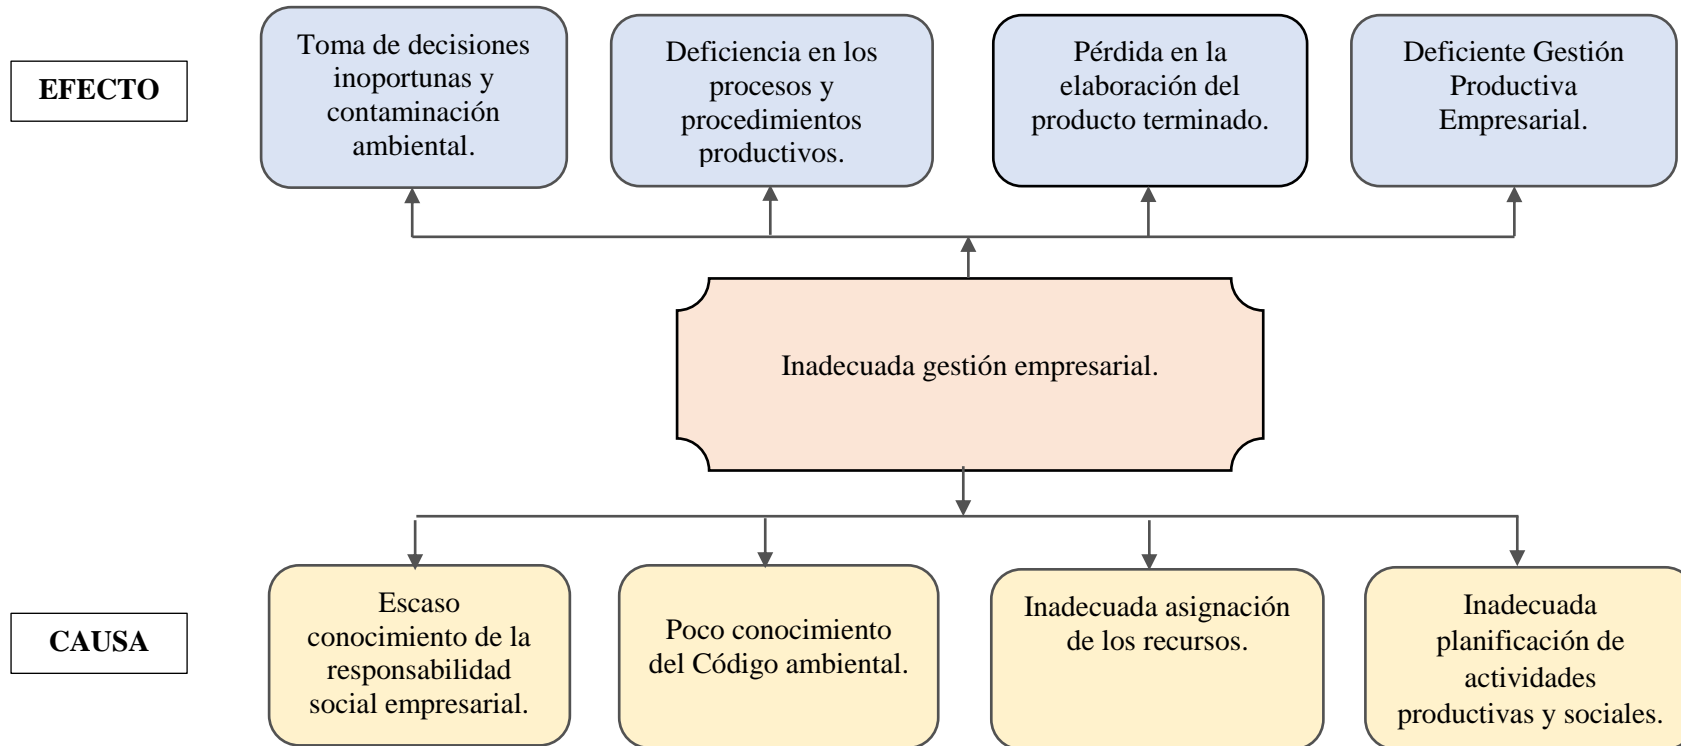 EFECTO
Toma de decisiones
inoportunas y
contaminación
ambiental.
Deficiencia en los
procesos y
procedimientos
productivos.
Pérdida en la
elaboración del
producto terminado.
Deficiente Gestión
Productiva
Empresarial.
Inadecuada gestión empresarial.
CAUSA
Escaso
conocimiento de la
responsabilidad
social empresarial.
Poco conocimiento
del Código ambiental.
Inadecuada asignación
de los recursos.
Inadecuada
planificación de
actividades
productivas y sociales.